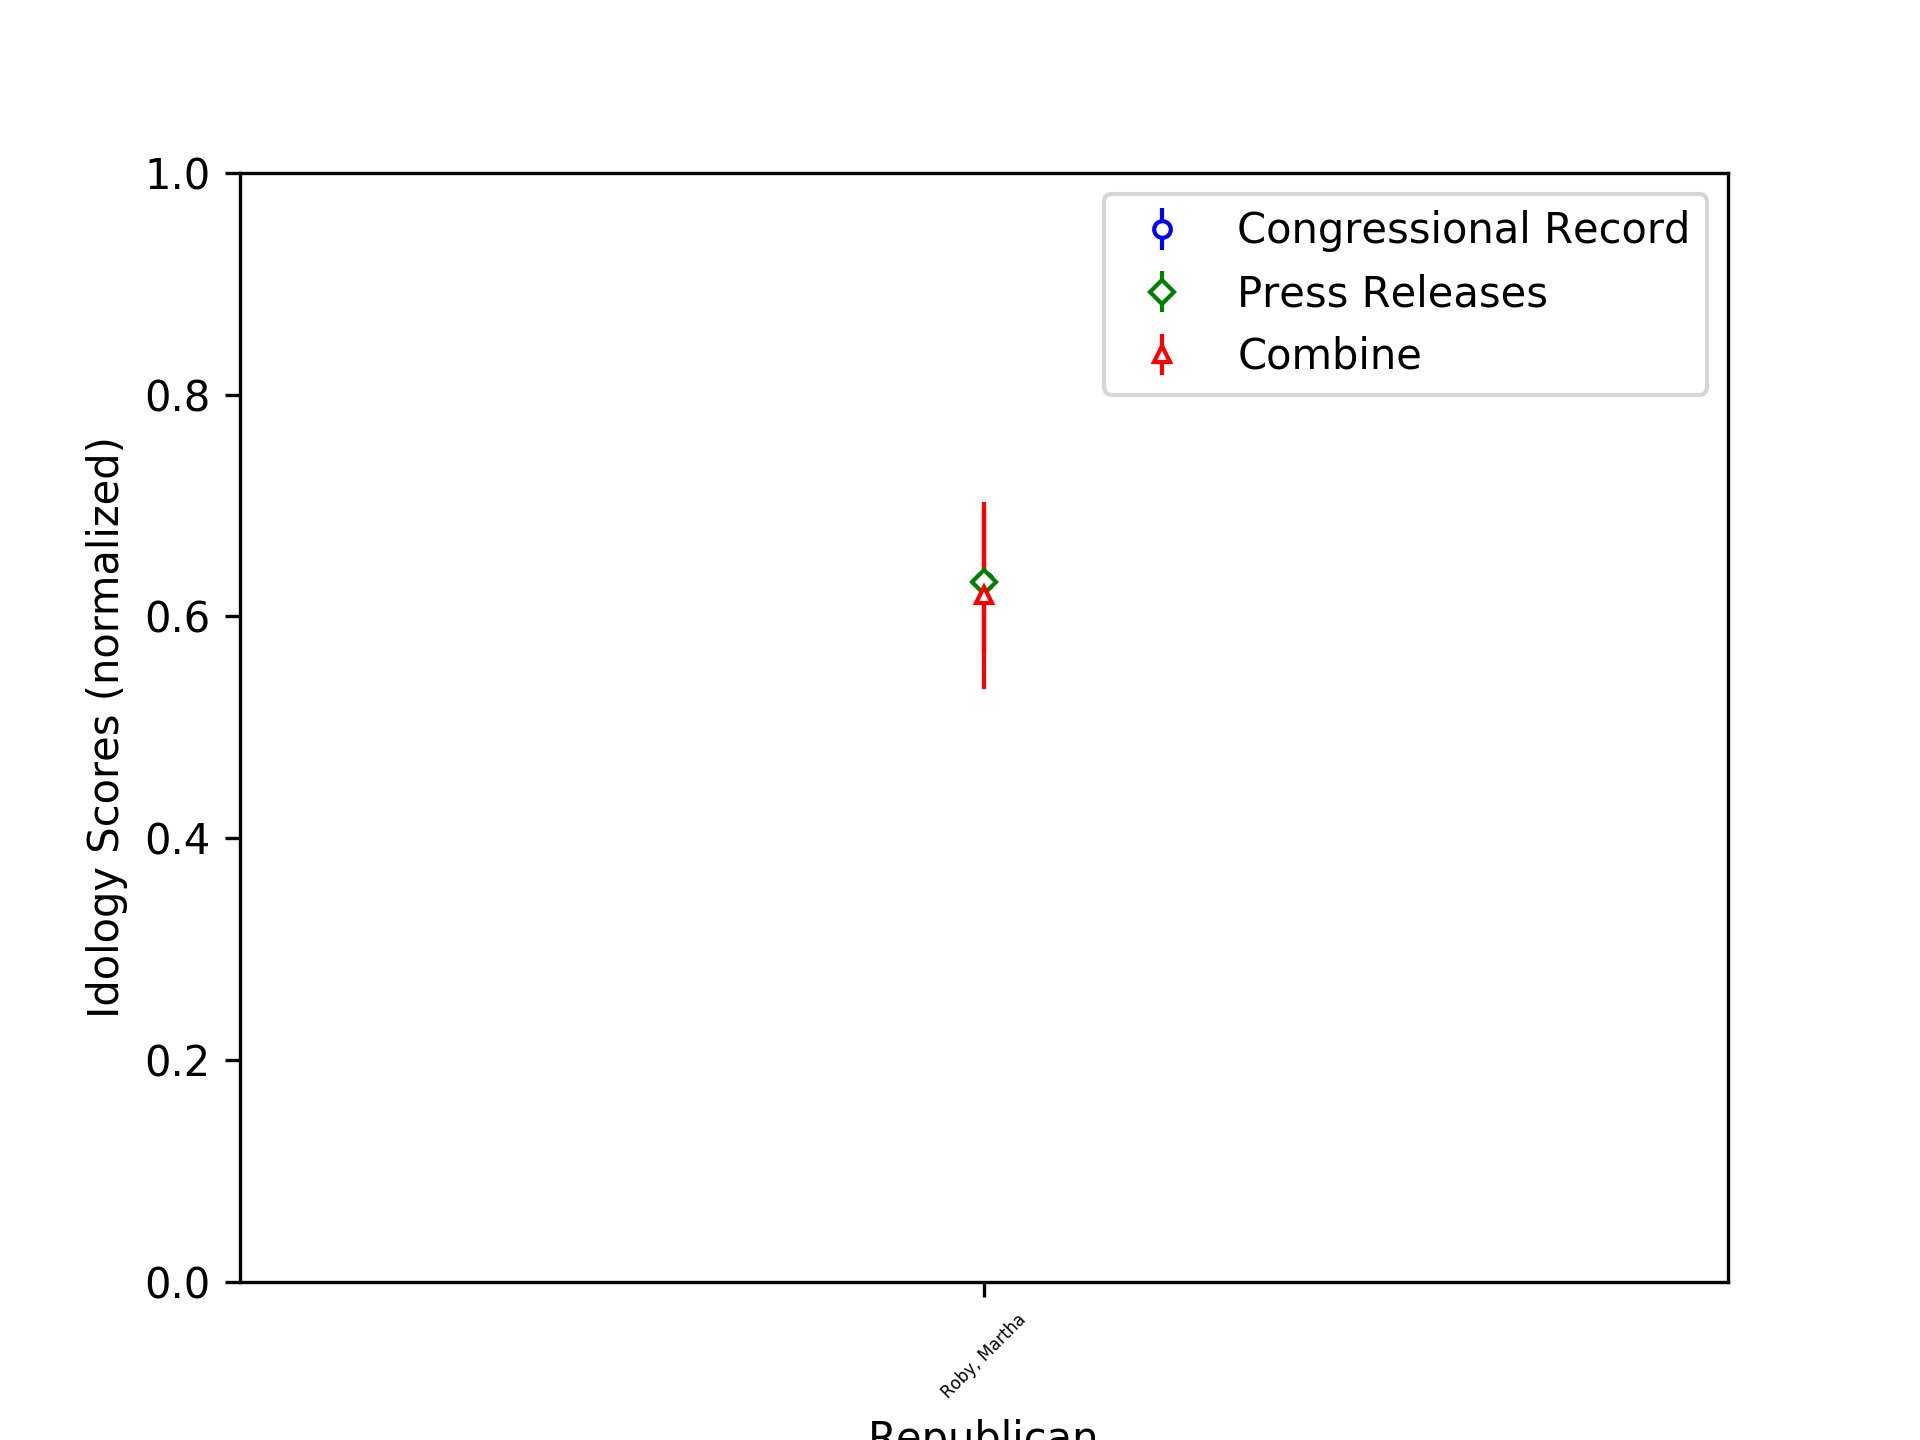 1.0
0.8
0.6
0.4
0.2
0.0
Idology Scores (normalized)
Congressional Record
Press Releases
Combine
Roby, Martha
Republican